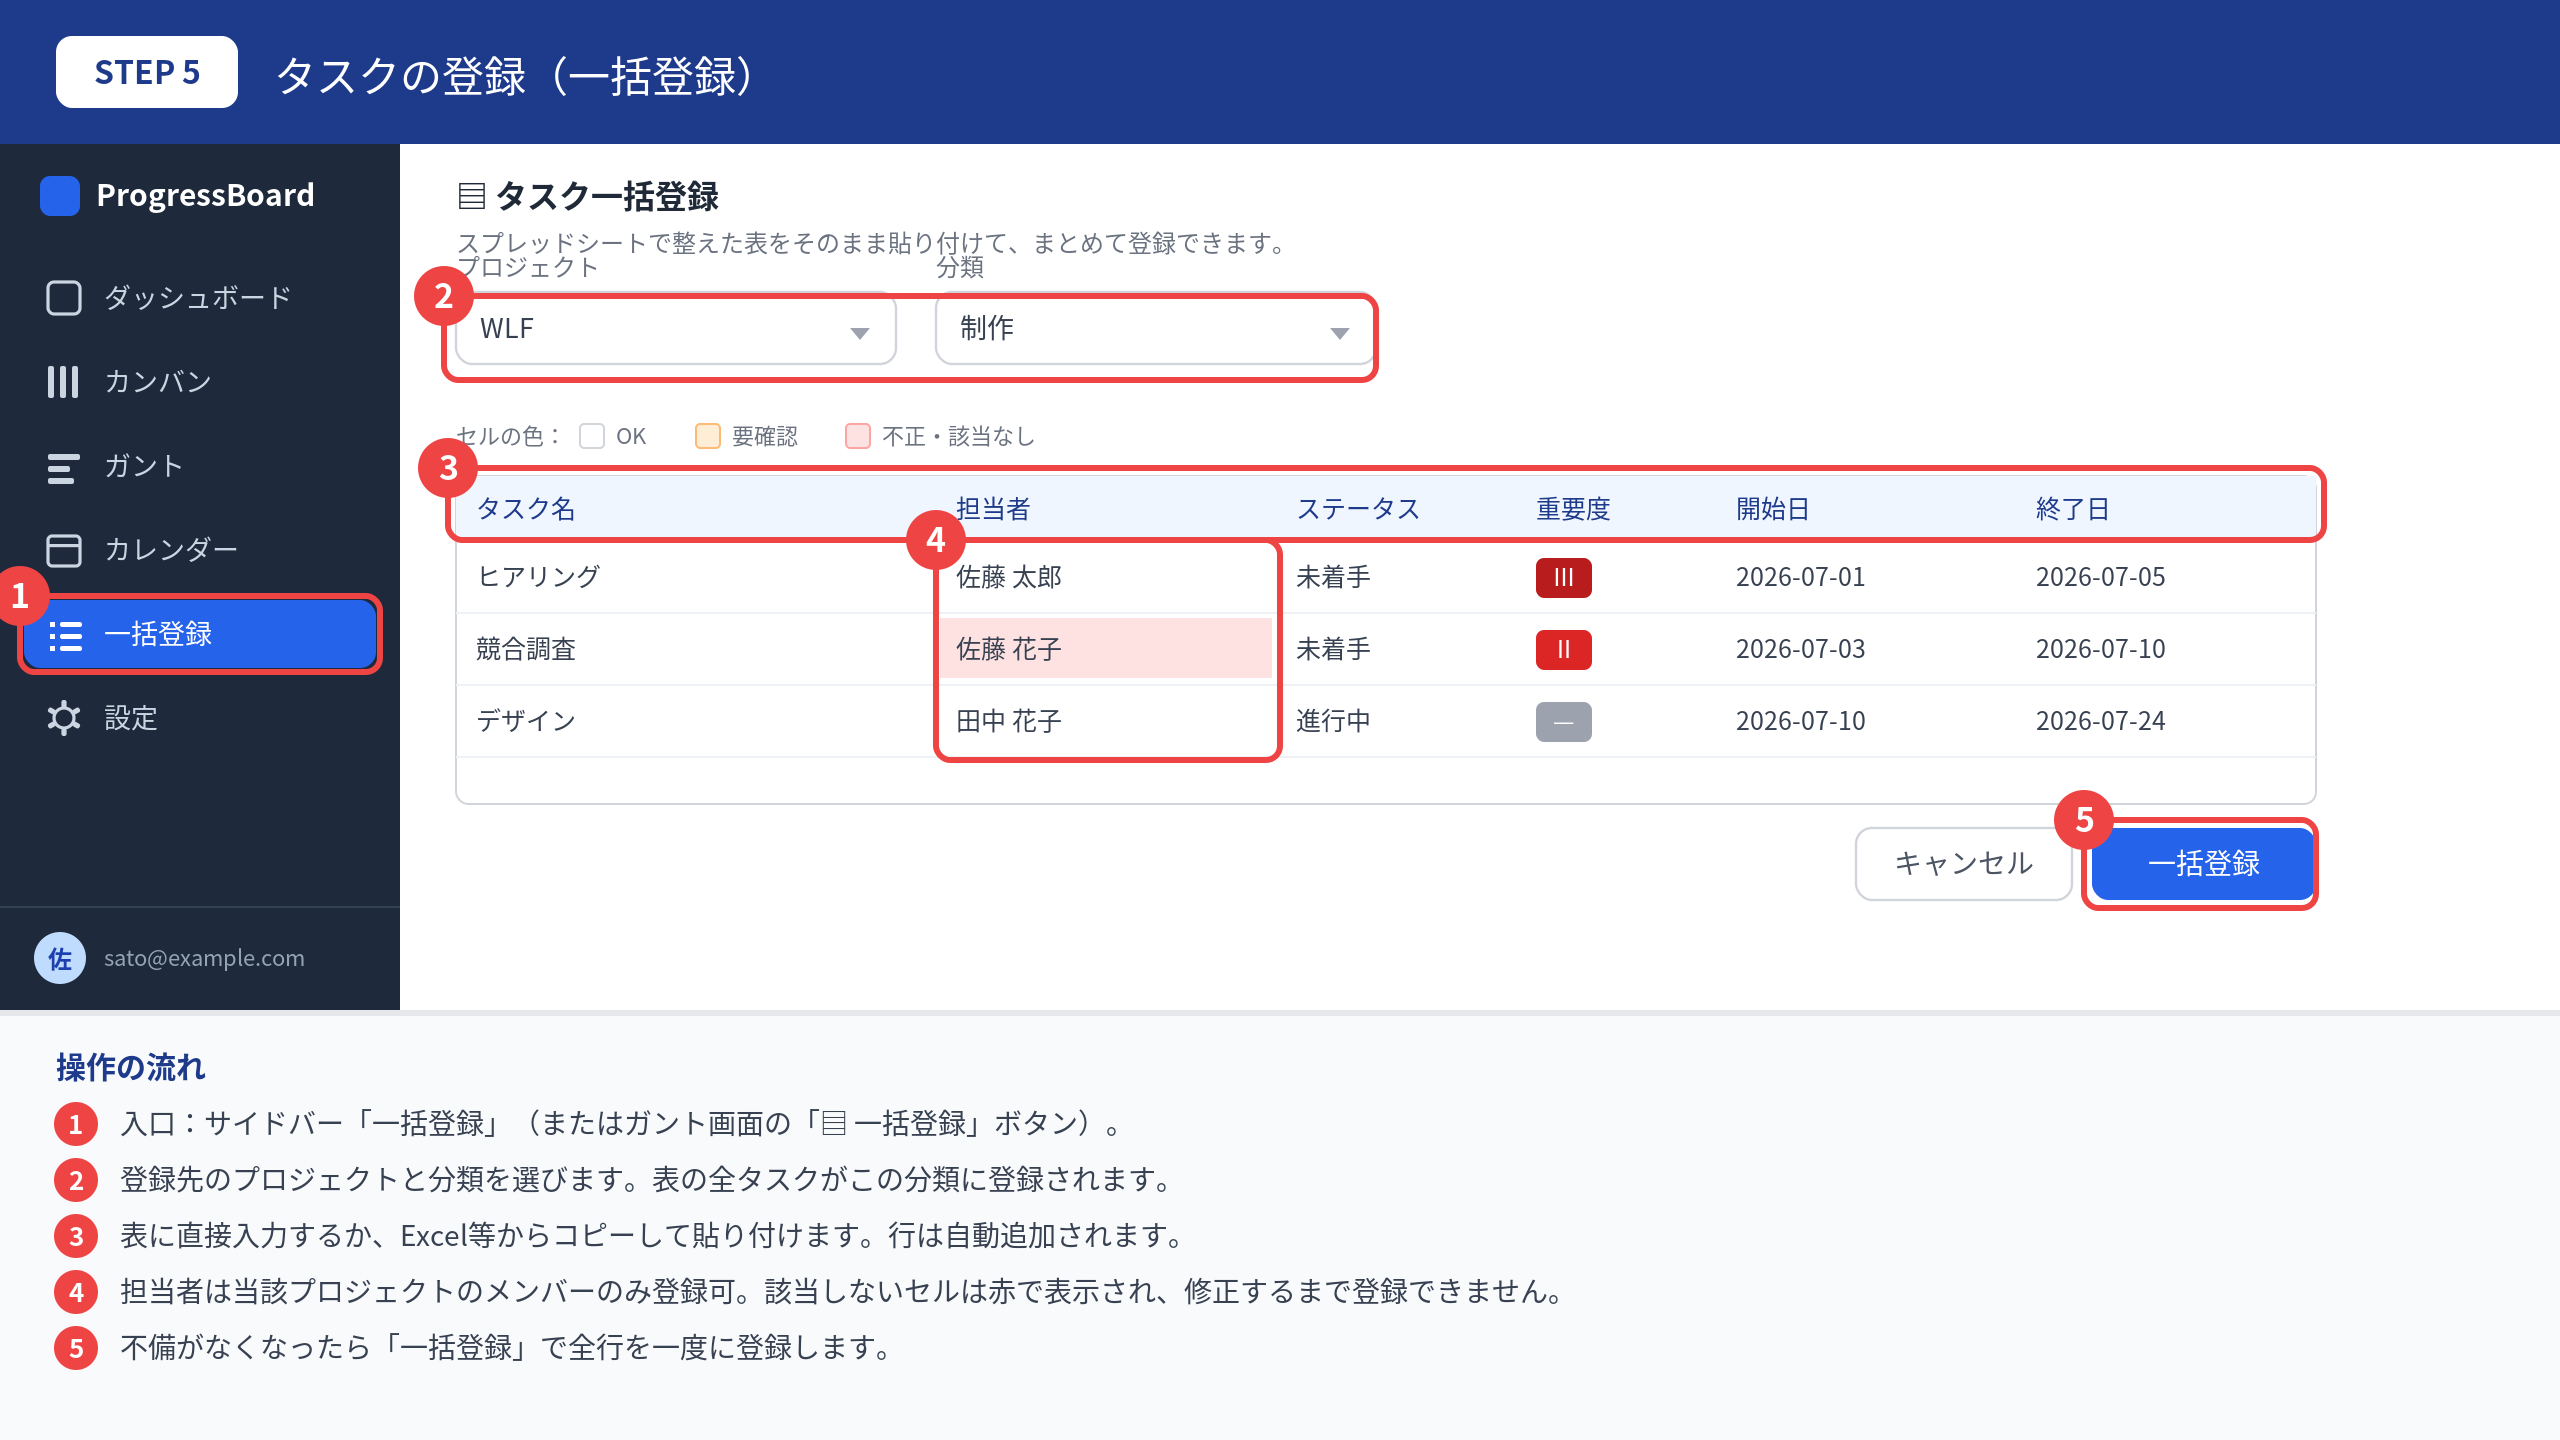 STEP 5 タスクの登録（一括登録）
ProgressBoard
ダッシュボード
カンバン
ガント
カレンダー
1
一括登録
設定
佐 sato@example.com
▤ タスク一括登録
スプレッドシートで整えた表をそのまま貼り付けて、まとめて登録できます。
プロジェクト 分類
2
WLF 制作
セルの色： OK 要確認 不正・該当なし
3
タスク名 担当者 ステータス 重要度 開始日 終了日
4
ヒアリング 佐藤 太郎 未着手 III 2026-07-01 2026-07-05
競合調査 佐藤 花子 未着手 II 2026-07-03 2026-07-10
デザイン 田中 花子 進行中 — 2026-07-10 2026-07-24
5
キャンセル 一括登録
操作の流れ
1 入口：サイドバー「一括登録」（またはガント画面の「▤ 一括登録」ボタン）。
2 登録先のプロジェクトと分類を選びます。表の全タスクがこの分類に登録されます。
3 表に直接入力するか、Excel等からコピーして貼り付けます。行は自動追加されます。
4 担当者は当該プロジェクトのメンバーのみ登録可。該当しないセルは赤で表示され、修正するまで登録できません。
5 不備がなくなったら「一括登録」で全行を一度に登録します。